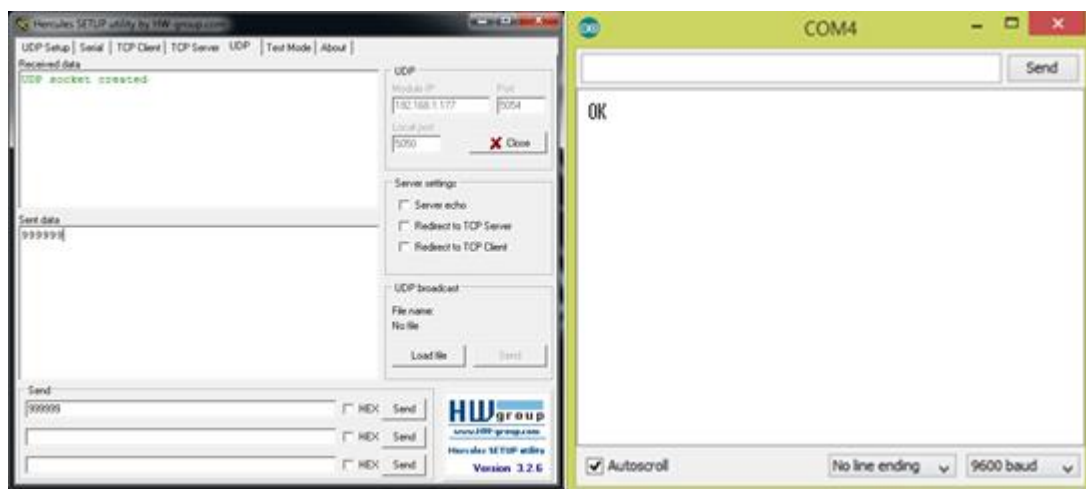 Hercules SETUP utility by HW-group.com
UDP Setup | Serial | TCP Client | TCP Server | UDP | Test Mode | About
Received data
UDP socket created
UDP
Module IP
Port
192.168.1.177
5054
Local port
5050
Close
Server settings
Server echo
Redirect to TCP Server
Redirect to TCP Client
Sent data
999999
UDP broadcast
File name:
No file
Load file
Send
Send
999999
HEX
Send
HEX
Send
HEX
Send
HWgroup
www.HW-group.com
Hercules SETUP utility
Version 3.2.6
COM4
Send
OK
Autoscroll
No line ending
9600 baud